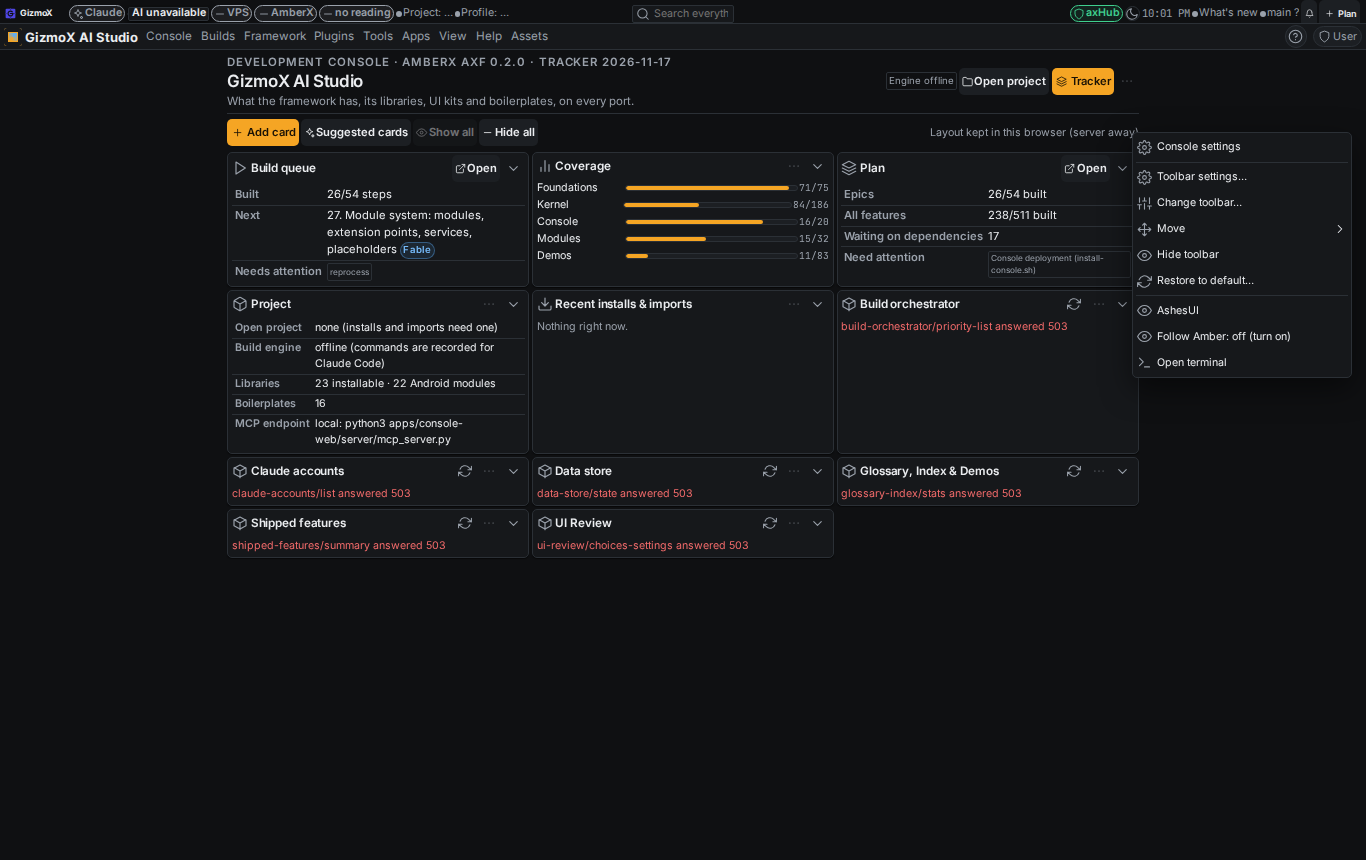 GizmoX Claude AI unavailable VPS AmberX no reading Project: ... Profile: ... Search everyth axHub 10:01 PM What's new main ? Plan
GizmoX AI Studio Console Builds Framework Plugins Tools Apps View Help Assets User
DEVELOPMENT CONSOLE · AMBERX AXF 0.2.0 · TRACKER 2026-11-17
GizmoX AI Studio
Engine offline Open project Tracker ...
What the framework has, its libraries, UI kits and boilerplates, on every port.
+ Add card Suggested cards Show all Hide all Layout kept in this browser (server away)
Build queue Open
Built 26/54 steps
Next 27. Module system: modules,
extension points, services,
placeholders Fable
Needs attention reprocess
Coverage ...
Foundations 71/75
Kernel 84/186
Console 16/20
Modules 15/32
Demos 11/83
Plan Open
Epics 26/54 built
All features 238/511 built
Waiting on dependencies 17
Need attention Console deployment (install-
console.sh)
Console settings
Toolbar settings...
Change toolbar...
Move
Hide toolbar
Restore to default...
AshesUI
Follow Amber: off (turn on)
Open terminal
Project ...
Open project none (installs and imports need one)
Build engine offline (commands are recorded for
Claude Code)
Libraries 23 installable · 22 Android modules
Boilerplates 16
MCP endpoint local: python3 apps/console-
web/server/mcp_server.py
Recent installs & imports ...
Nothing right now.
Build orchestrator ...
build-orchestrator/priority-list answered 503
Claude accounts ...
claude-accounts/list answered 503
Data store ...
data-store/state answered 503
Glossary, Index & Demos ...
glossary-index/stats answered 503
Shipped features ...
shipped-features/summary answered 503
UI Review ...
ui-review/choices-settings answered 503